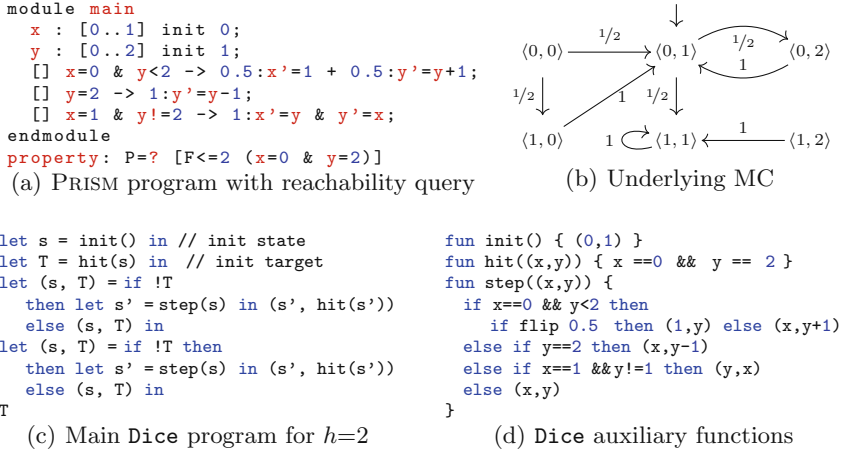 module main
x : [0..1] init 0;
y : [0..2] init 1;
[] x=0 & y<2 -> 0.5:x'=1 + 0.5:y'=y+1;
[] y=2 -> 1:y'=y-1;
[] x=1 & y!=2 -> 1:x'=y & y'=x;
endmodule
property: P=? [F<=2 (x=0 & y=2)]
(a) PRISM program with reachability query
⟨0, 0⟩ 1/2 ⟨0, 1⟩ 1/2 ⟨0, 2⟩
1
1/2 1 1/2
⟨1, 0⟩ 1 ⟨1, 1⟩ 1 ⟨1, 2⟩
(b) Underlying MC
let s = init() in // init state
let T = hit(s) in // init target
let (s, T) = if !T
then let s' = step(s) in (s', hit(s'))
else (s, T) in
let (s, T) = if !T then
then let s' = step(s) in (s', hit(s'))
else (s, T) in
T
(c) Main Dice program for h=2
fun init() { (0,1) }
fun hit((x,y)) { x ==0 && y == 2 }
fun step((x,y)) {
if x==0 && y<2 then
if flip 0.5 then (1,y) else (x,y+1)
else if y==2 then (x,y-1)
else if x==1 &&y!=1 then (y,x)
else (x,y)
}
(d) Dice auxiliary functions